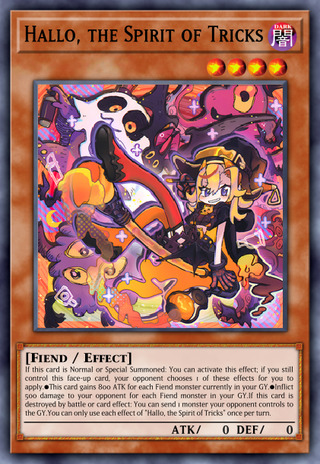 Hallo, the Spirit of Tricks
DARK
闇
[Fiend / Effect]
If this card is Normal or Special Summoned: You can activate this effect; if you still
control this face-up card, your opponent chooses 1 of these effects for you to
apply.●This card gains 800 ATK for each Fiend monster currently in your GY.●Inflict
500 damage to your opponent for each Fiend monster in your GY.If this card is
destroyed by battle or card effect: You can send 1 monster your opponent controls to
the GY.You can only use each effect of "Hallo, the Spirit of Tricks" once per turn.
ATK/ 0 DEF/ 0